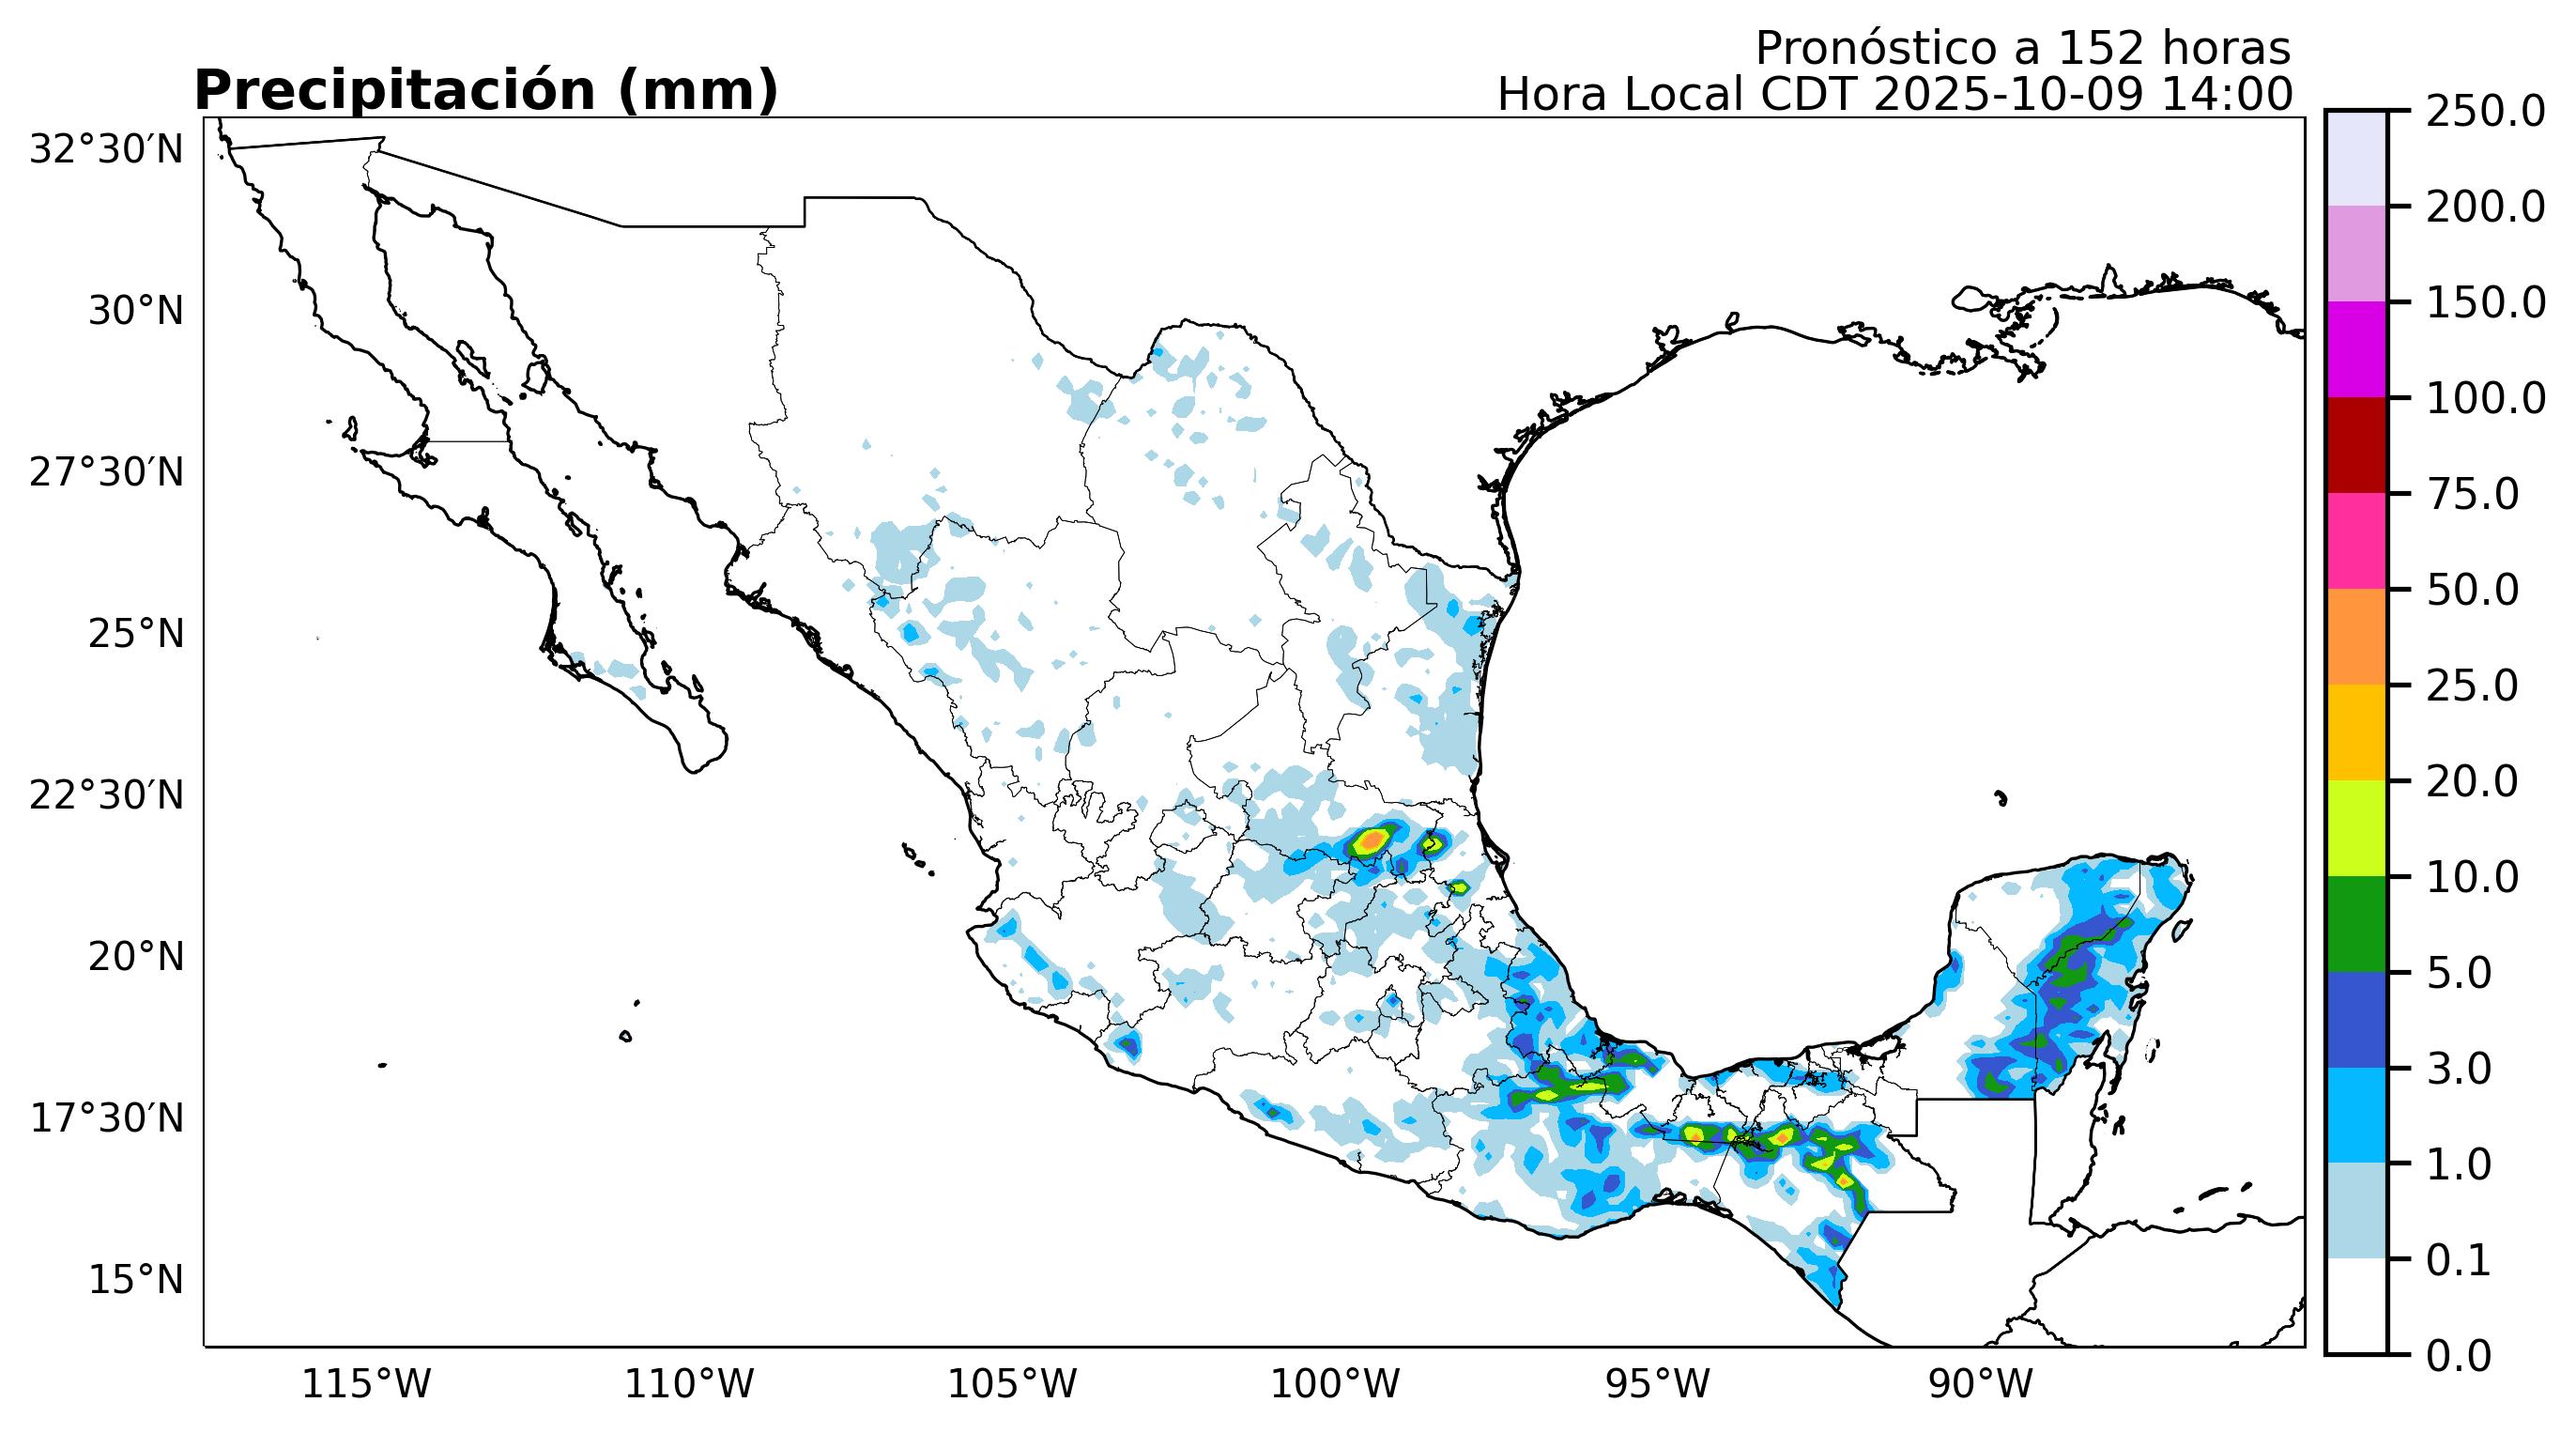 Pronóstico a 152 horas
Precipitación (mm)
Hora Local CDT 2025-10-09 14:00
32°30′N
30°N
27°30′N
25°N
22°30′N
20°N
17°30′N
15°N
115°W
110°W
105°W
100°W
95°W
90°W
250.0
200.0
150.0
100.0
75.0
50.0
25.0
20.0
10.0
5.0
3.0
1.0
0.1
0.0